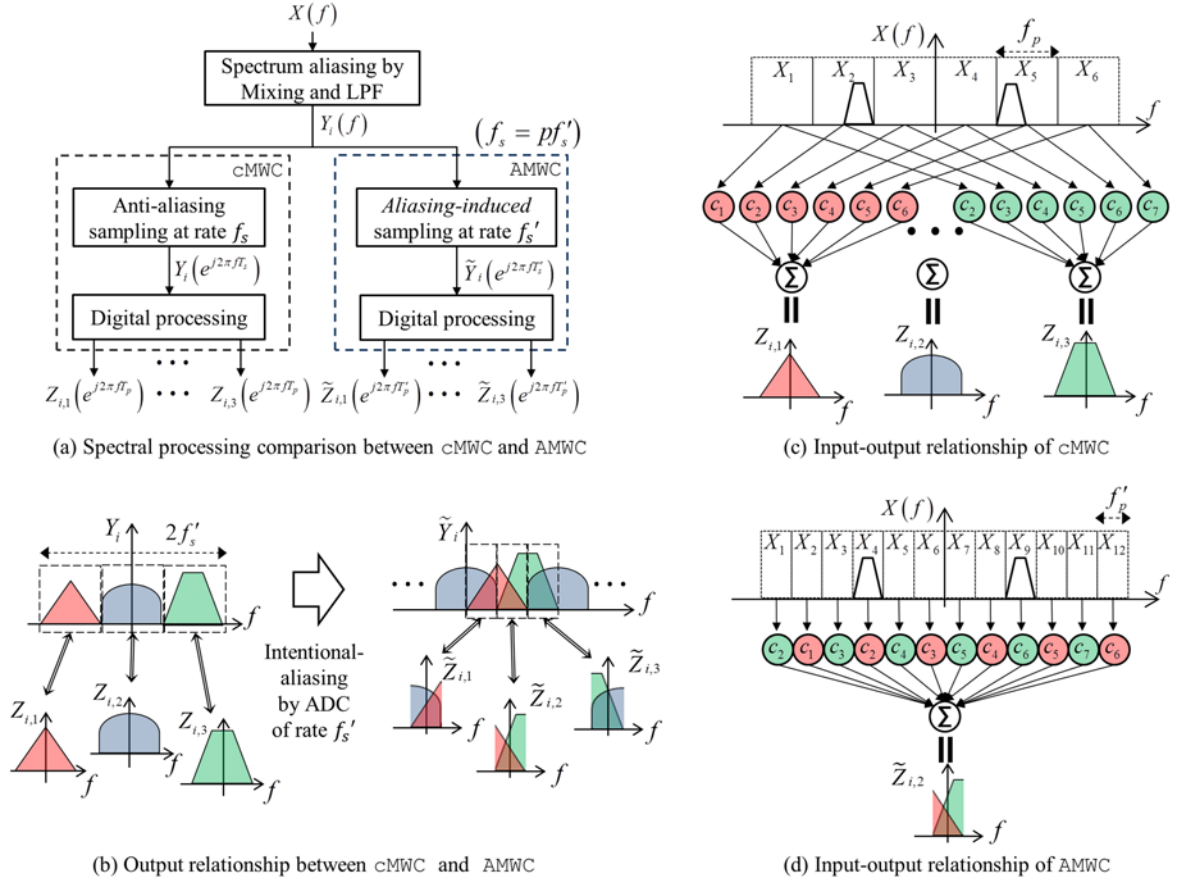 X(f)
Spectrum aliasing by
Mixing and LPF
Y_i(f)
(f_s = pf_s′)
cMWC
AMWC
Anti-aliasing
sampling at rate f_s
Aliasing-induced
sampling at rate f_s′
Y_i(e^{j2πfT_s})
Ỹ_i(e^{j2πfT_s′})
Digital processing
Digital processing
Z_{i,1}(e^{j2πfT_p}) ••• Z_{i,3}(e^{j2πfT_p}) Z̃_{i,1}(e^{j2πfT_p′}) ••• Z̃_{i,3}(e^{j2πfT_p′})
(a) Spectral processing comparison between cMWC and AMWC
X(f)
f_p
X_1 X_2 X_3 X_4 X_5 X_6
f
c_1 c_2 c_3 c_4 c_5 c_6 ••• c_2 c_3 c_4 c_5 c_6 c_7
Σ Σ Σ
Z_{i,1} Z_{i,2} Z_{i,3}
f f f
(c) Input-output relationship of cMWC
Y_i
2f_s′
f
Ỹ_i
••• •••
f
Intentional-
aliasing
by ADC
of rate f_s′
Z_{i,1} Z_{i,2} Z_{i,3}
f f f
Z̃_{i,1} Z̃_{i,2} Z̃_{i,3}
f f f
(b) Output relationship between cMWC and AMWC
X(f)
f_p′
X_1 X_2 X_3 X_4 X_5 X_6 X_7 X_8 X_9 X_10 X_11 X_12
f
c_2 c_1 c_3 c_2 c_4 c_3 c_5 c_4 c_6 c_5 c_7 c_6
Σ
Z̃_{i,2}
f
(d) Input-output relationship of AMWC